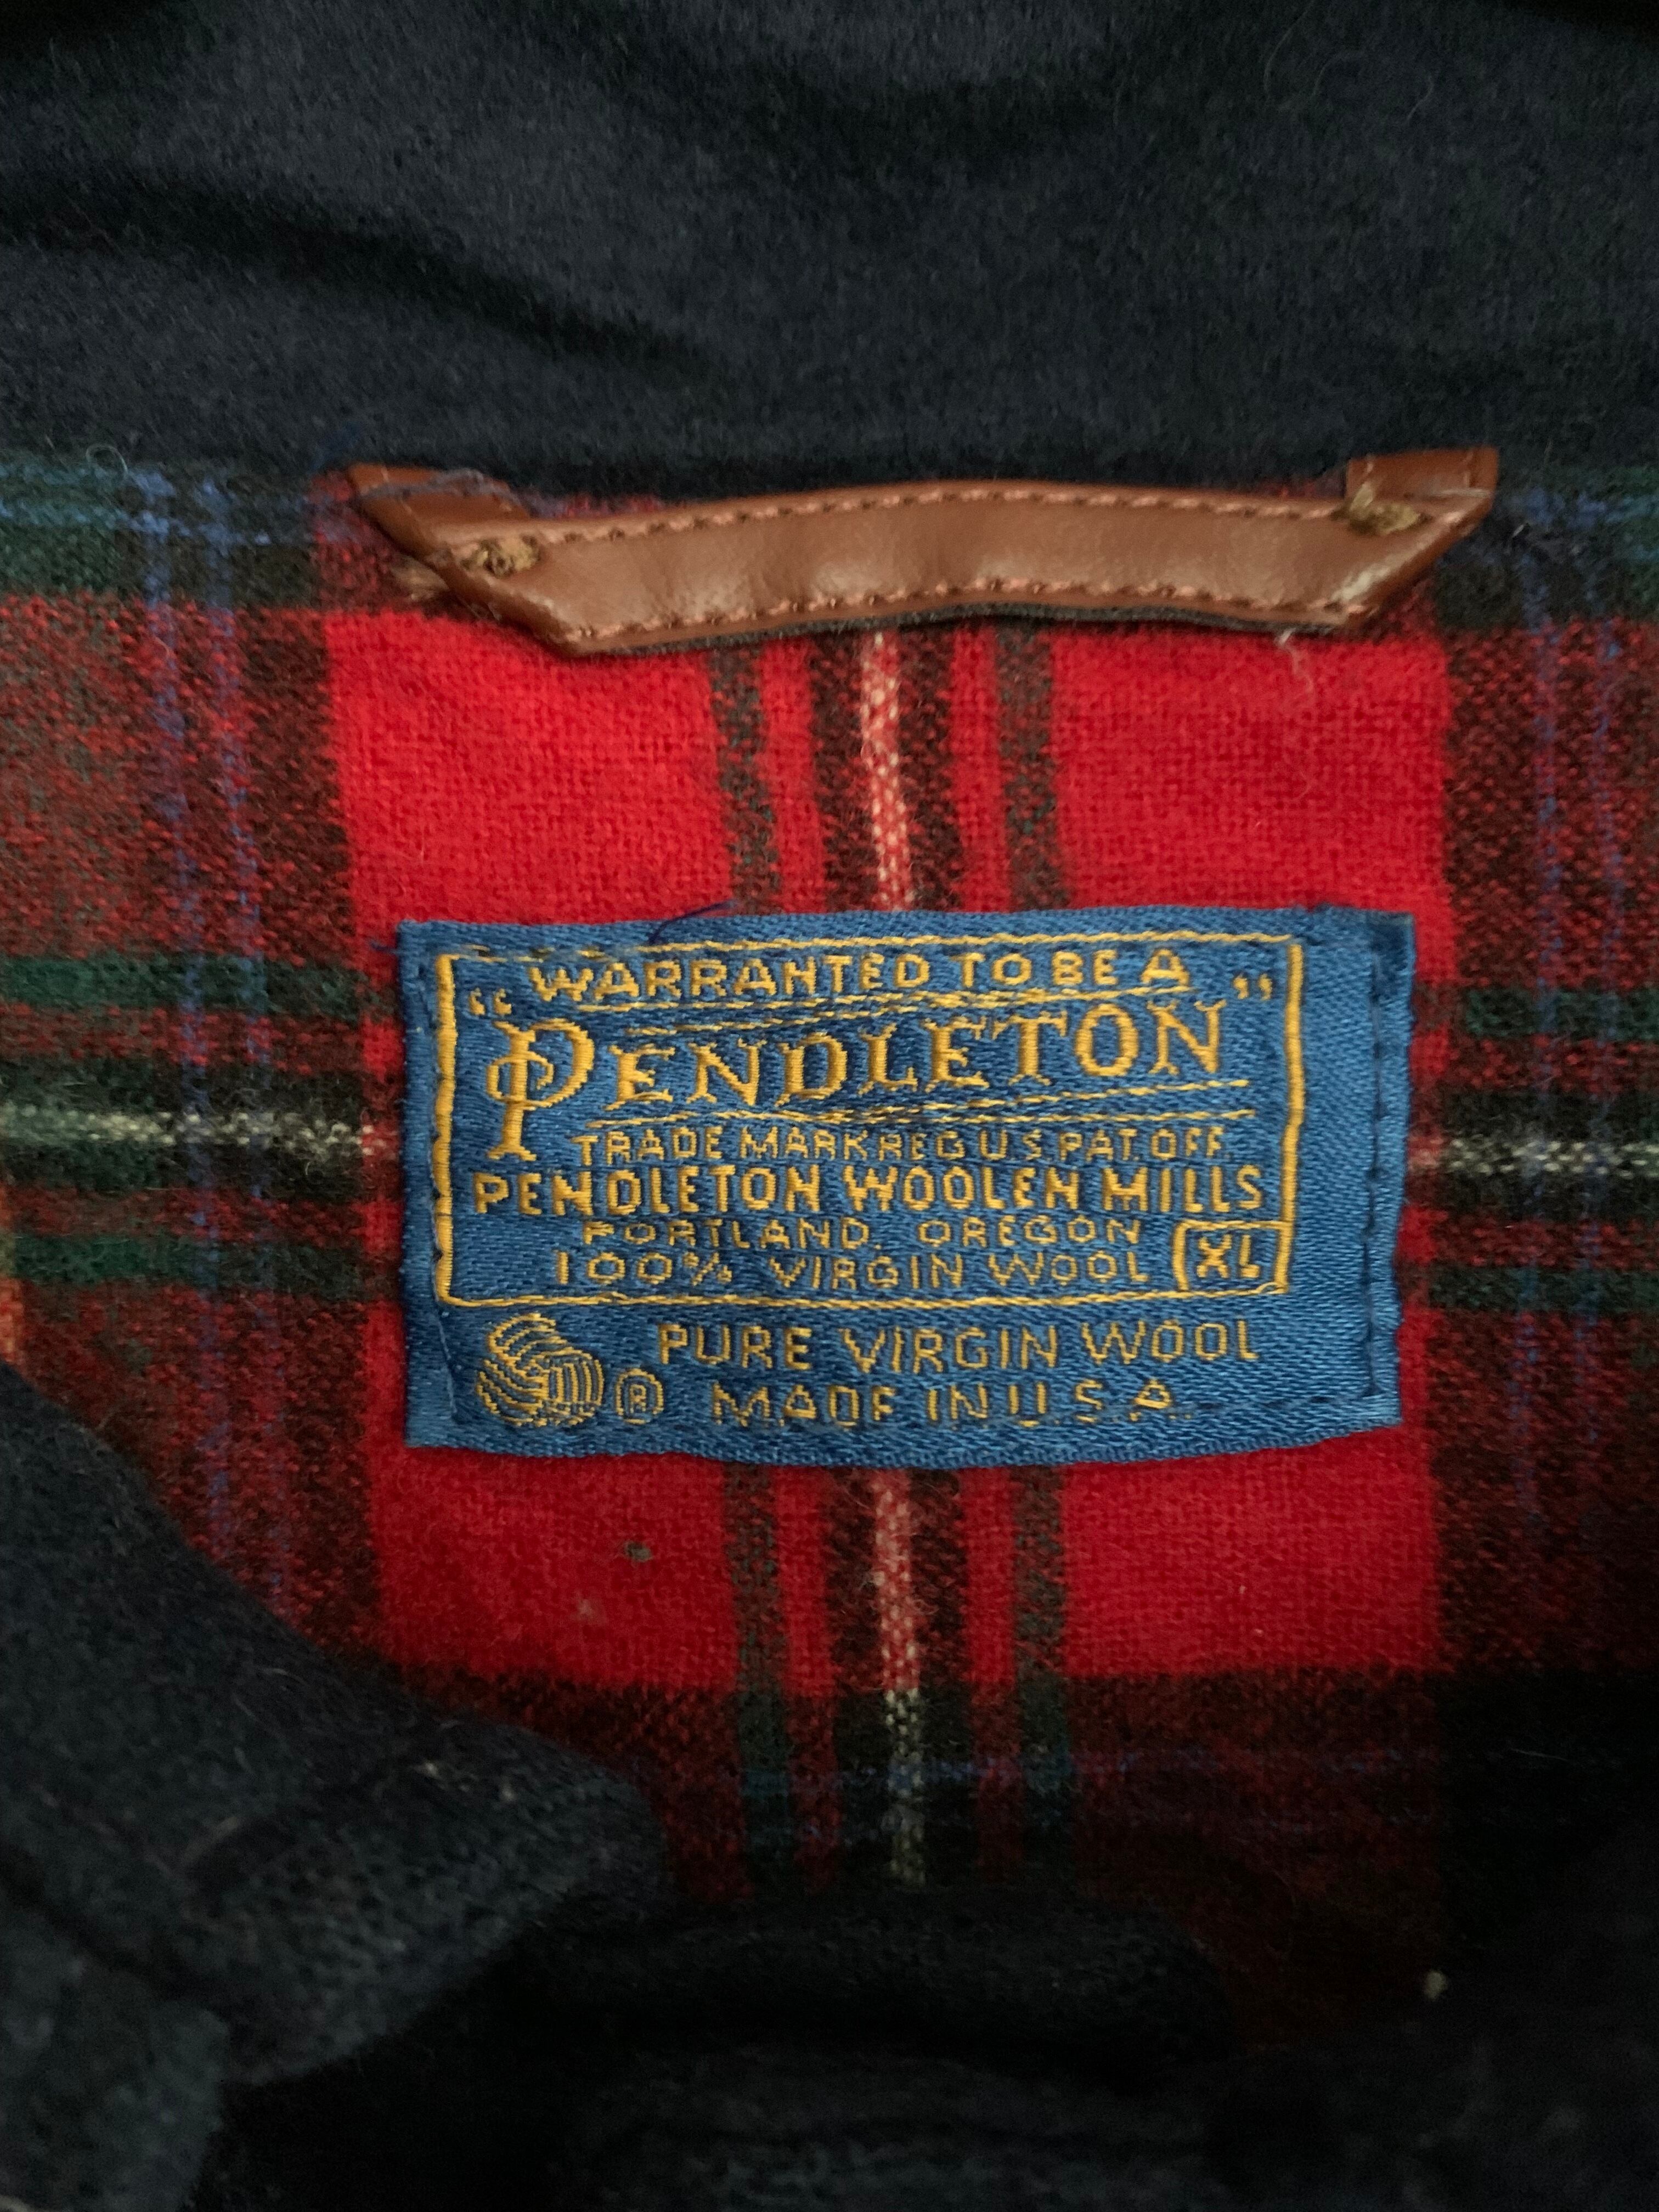 "WARRANTED TO BE A
PENDLETON"
TRADE MARK REG U.S. PAT. OFF.
PENDLETON WOOLEN MILLS
PORTLAND, OREGON
100% VIRGIN WOOL XL
PURE VIRGIN WOOL
® MADE IN U.S.A.